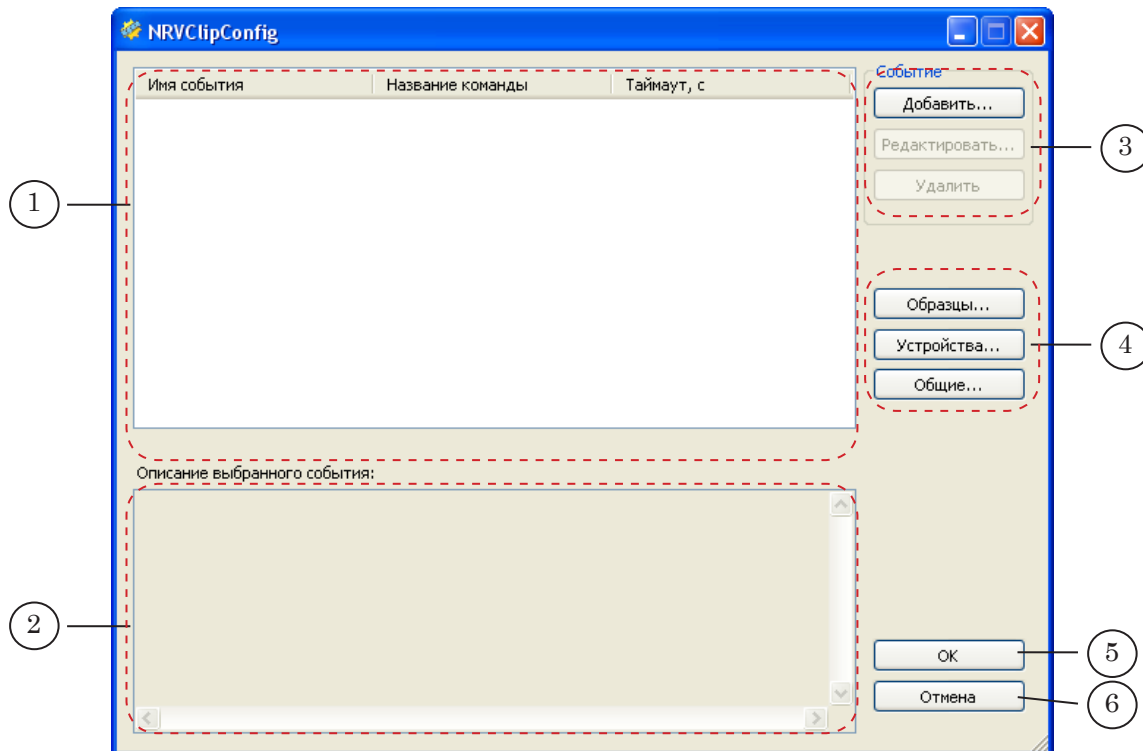 NRVClipConfig
Имя события Название команды Таймаут, с
Событие
Добавить...
Редактировать...
Удалить
3
1
Образцы...
Устройства...
Общие...
4
Описание выбранного события:
2
ОК
5
Отмена
6